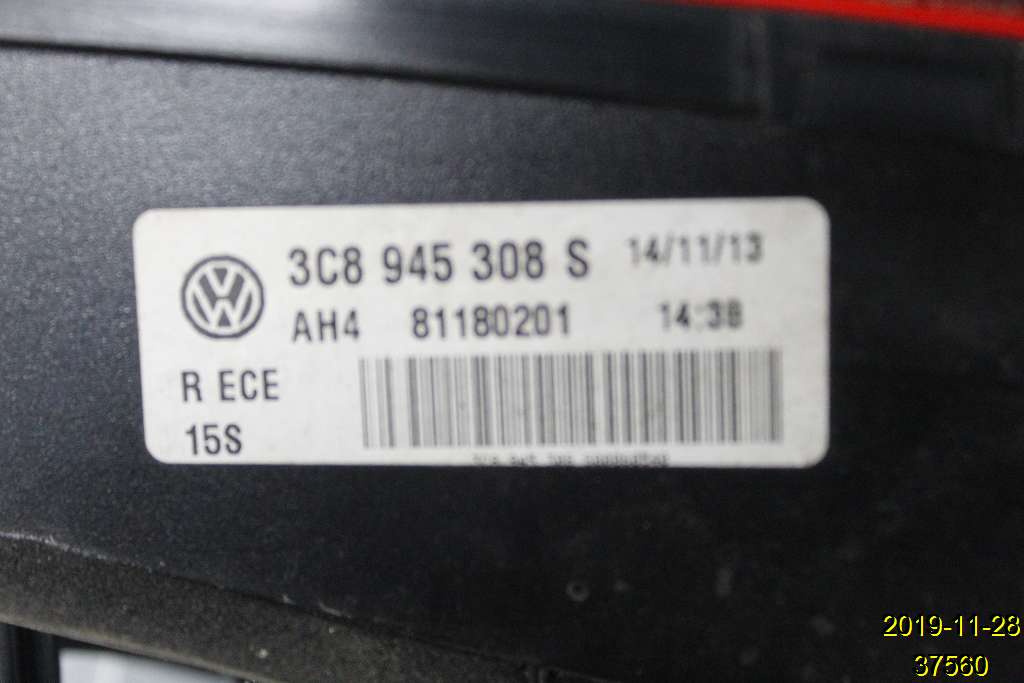 3C8 945 308 S 14/11/13
AH4 81180201 14:38
R ECE
15S
2019-11-28
37560